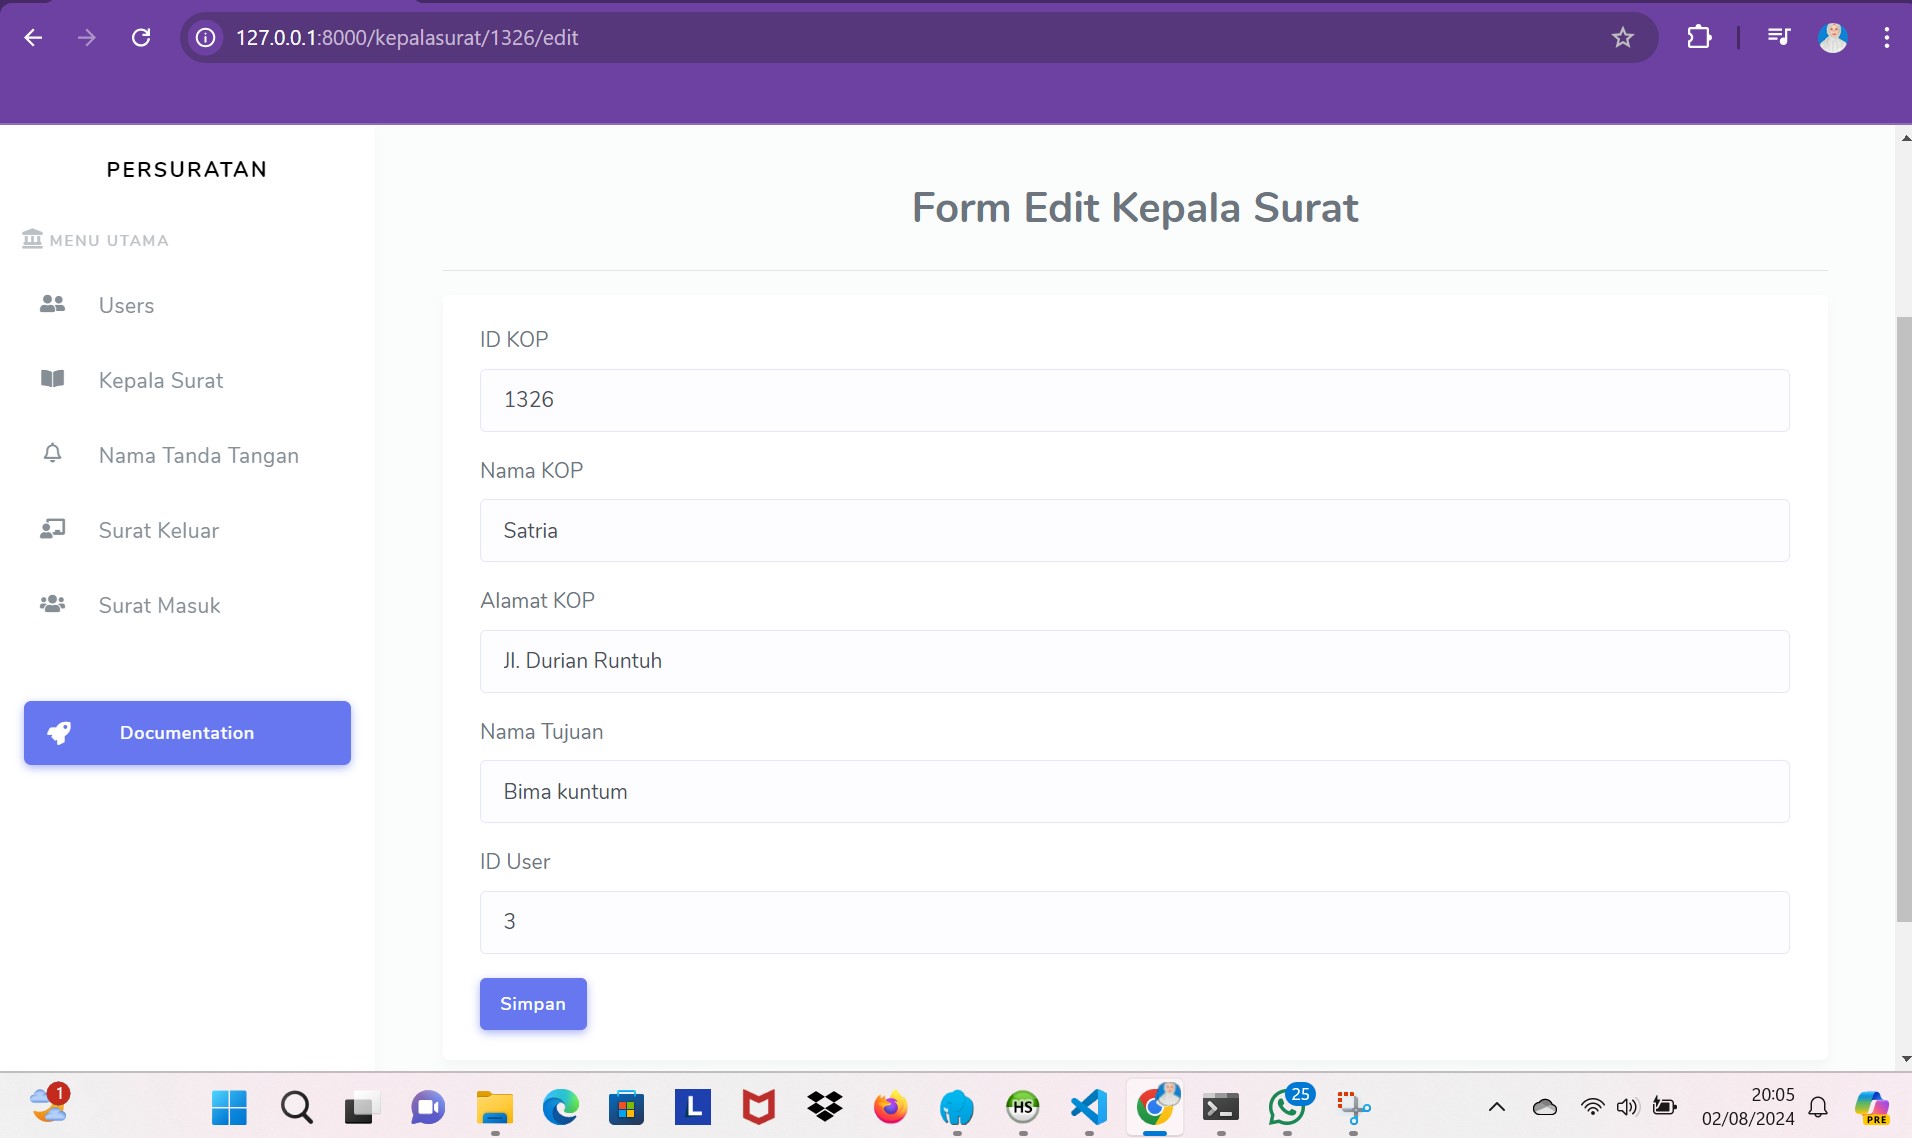 127.0.0.1:8000/kepalasurat/1326/edit
PERSURATAN
MENU UTAMA
Users
Kepala Surat
Nama Tanda Tangan
Surat Keluar
Surat Masuk
Documentation
Form Edit Kepala Surat
ID KOP
1326
Nama KOP
Satria
Alamat KOP
Jl. Durian Runtuh
Nama Tujuan
Bima kuntum
ID User
3
Simpan
1
L
HS
25
20:05
02/08/2024
PRE